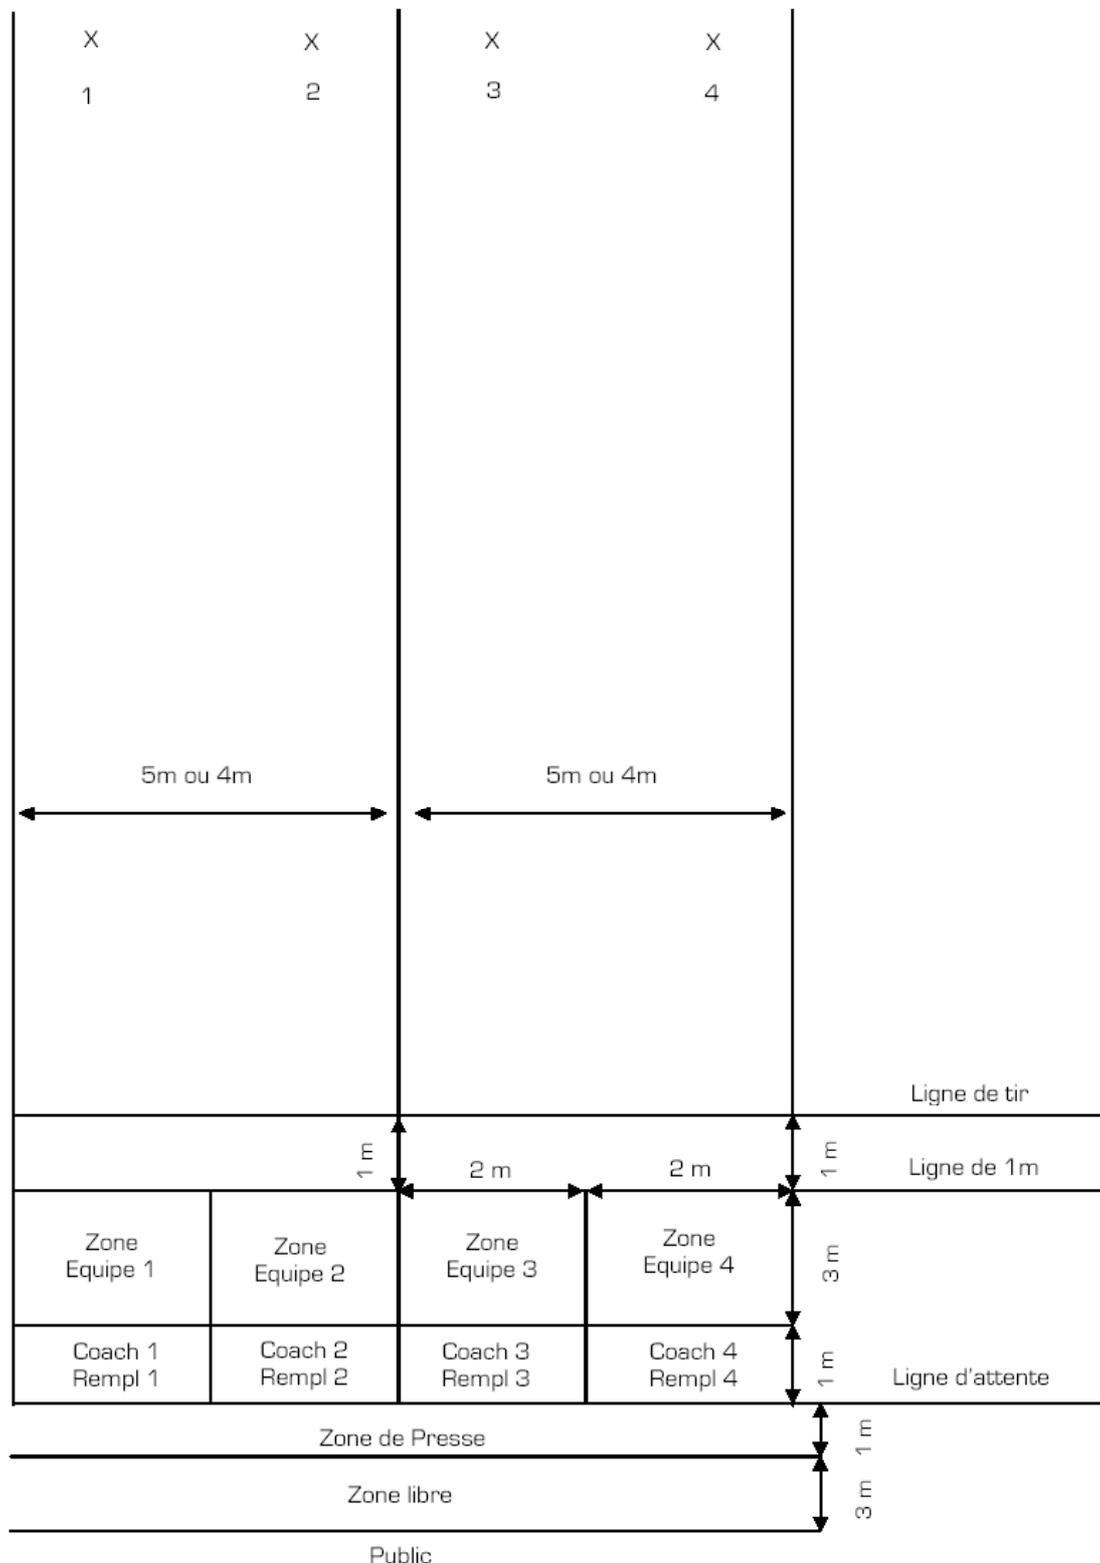 X X X X
1 2 3 4
5m ou 4m 5m ou 4m
Ligne de tir
1 m 2 m 2 m 1 m Ligne de 1m
Zone Zone Zone Zone
Equipe 1 Equipe 2 Equipe 3 Equipe 4
3 m
Coach 1 Coach 2 Coach 3 Coach 4
Rempl 1 Rempl 2 Rempl 3 Rempl 4
1 m Ligne d'attente
Zone de Presse 1 m
Zone libre 3 m
Public